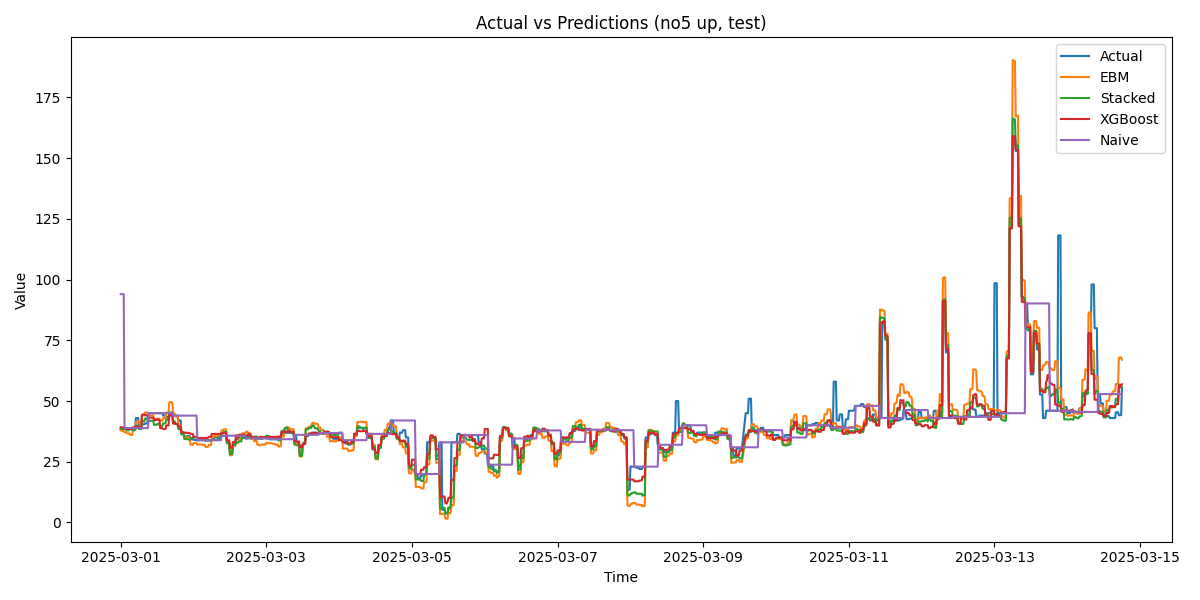 Actual vs Predictions (no5 up, test)
Actual
EBM
Stacked
XGBoost
Naive
Value
175
150
125
100
75
50
25
0
2025-03-01
2025-03-03
2025-03-05
2025-03-07
2025-03-09
2025-03-11
2025-03-13
2025-03-15
Time